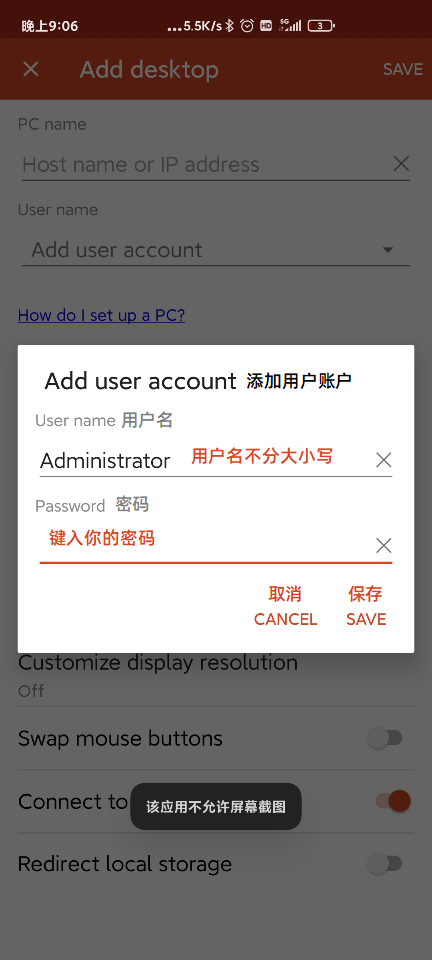 晚上9:06
...5.5K/s HD 5G 3
Add desktop SAVE
PC name
Host name or IP address
User name
Add user account
How do I set up a PC?
Add user account 添加用户账户
User name 用户名
Administrator 用户名不分大小写
Password 密码
键入你的密码
取消 保存
CANCEL SAVE
Customize display resolution
Off
Swap mouse buttons
Connect to
该应用不允许屏幕截图
Redirect local storage